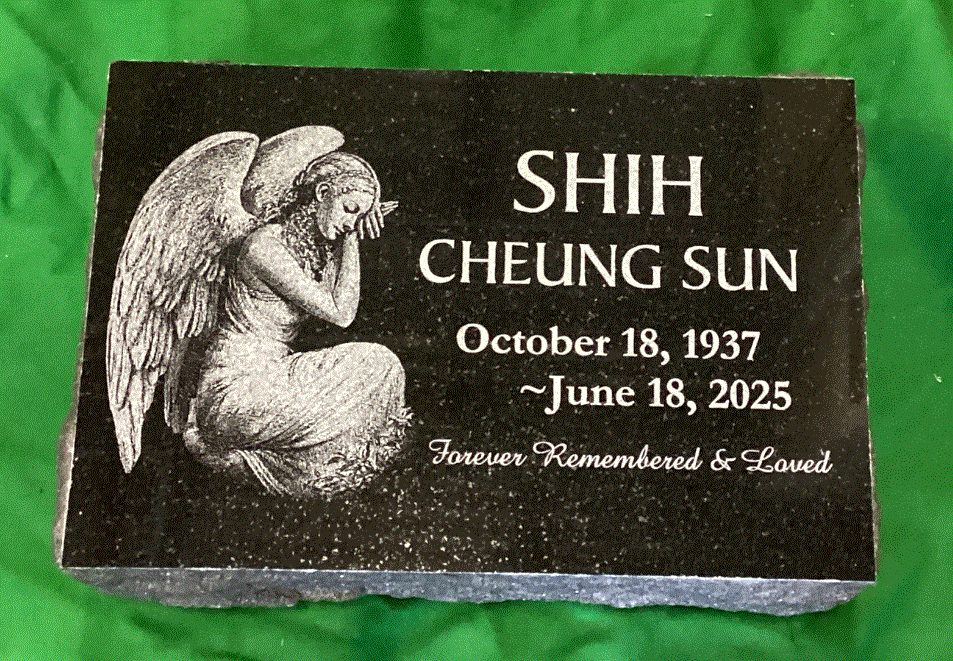 SHIH
CHEUNG SUN
October 18, 1937
~June 18, 2025
Forever Remembered & Loved